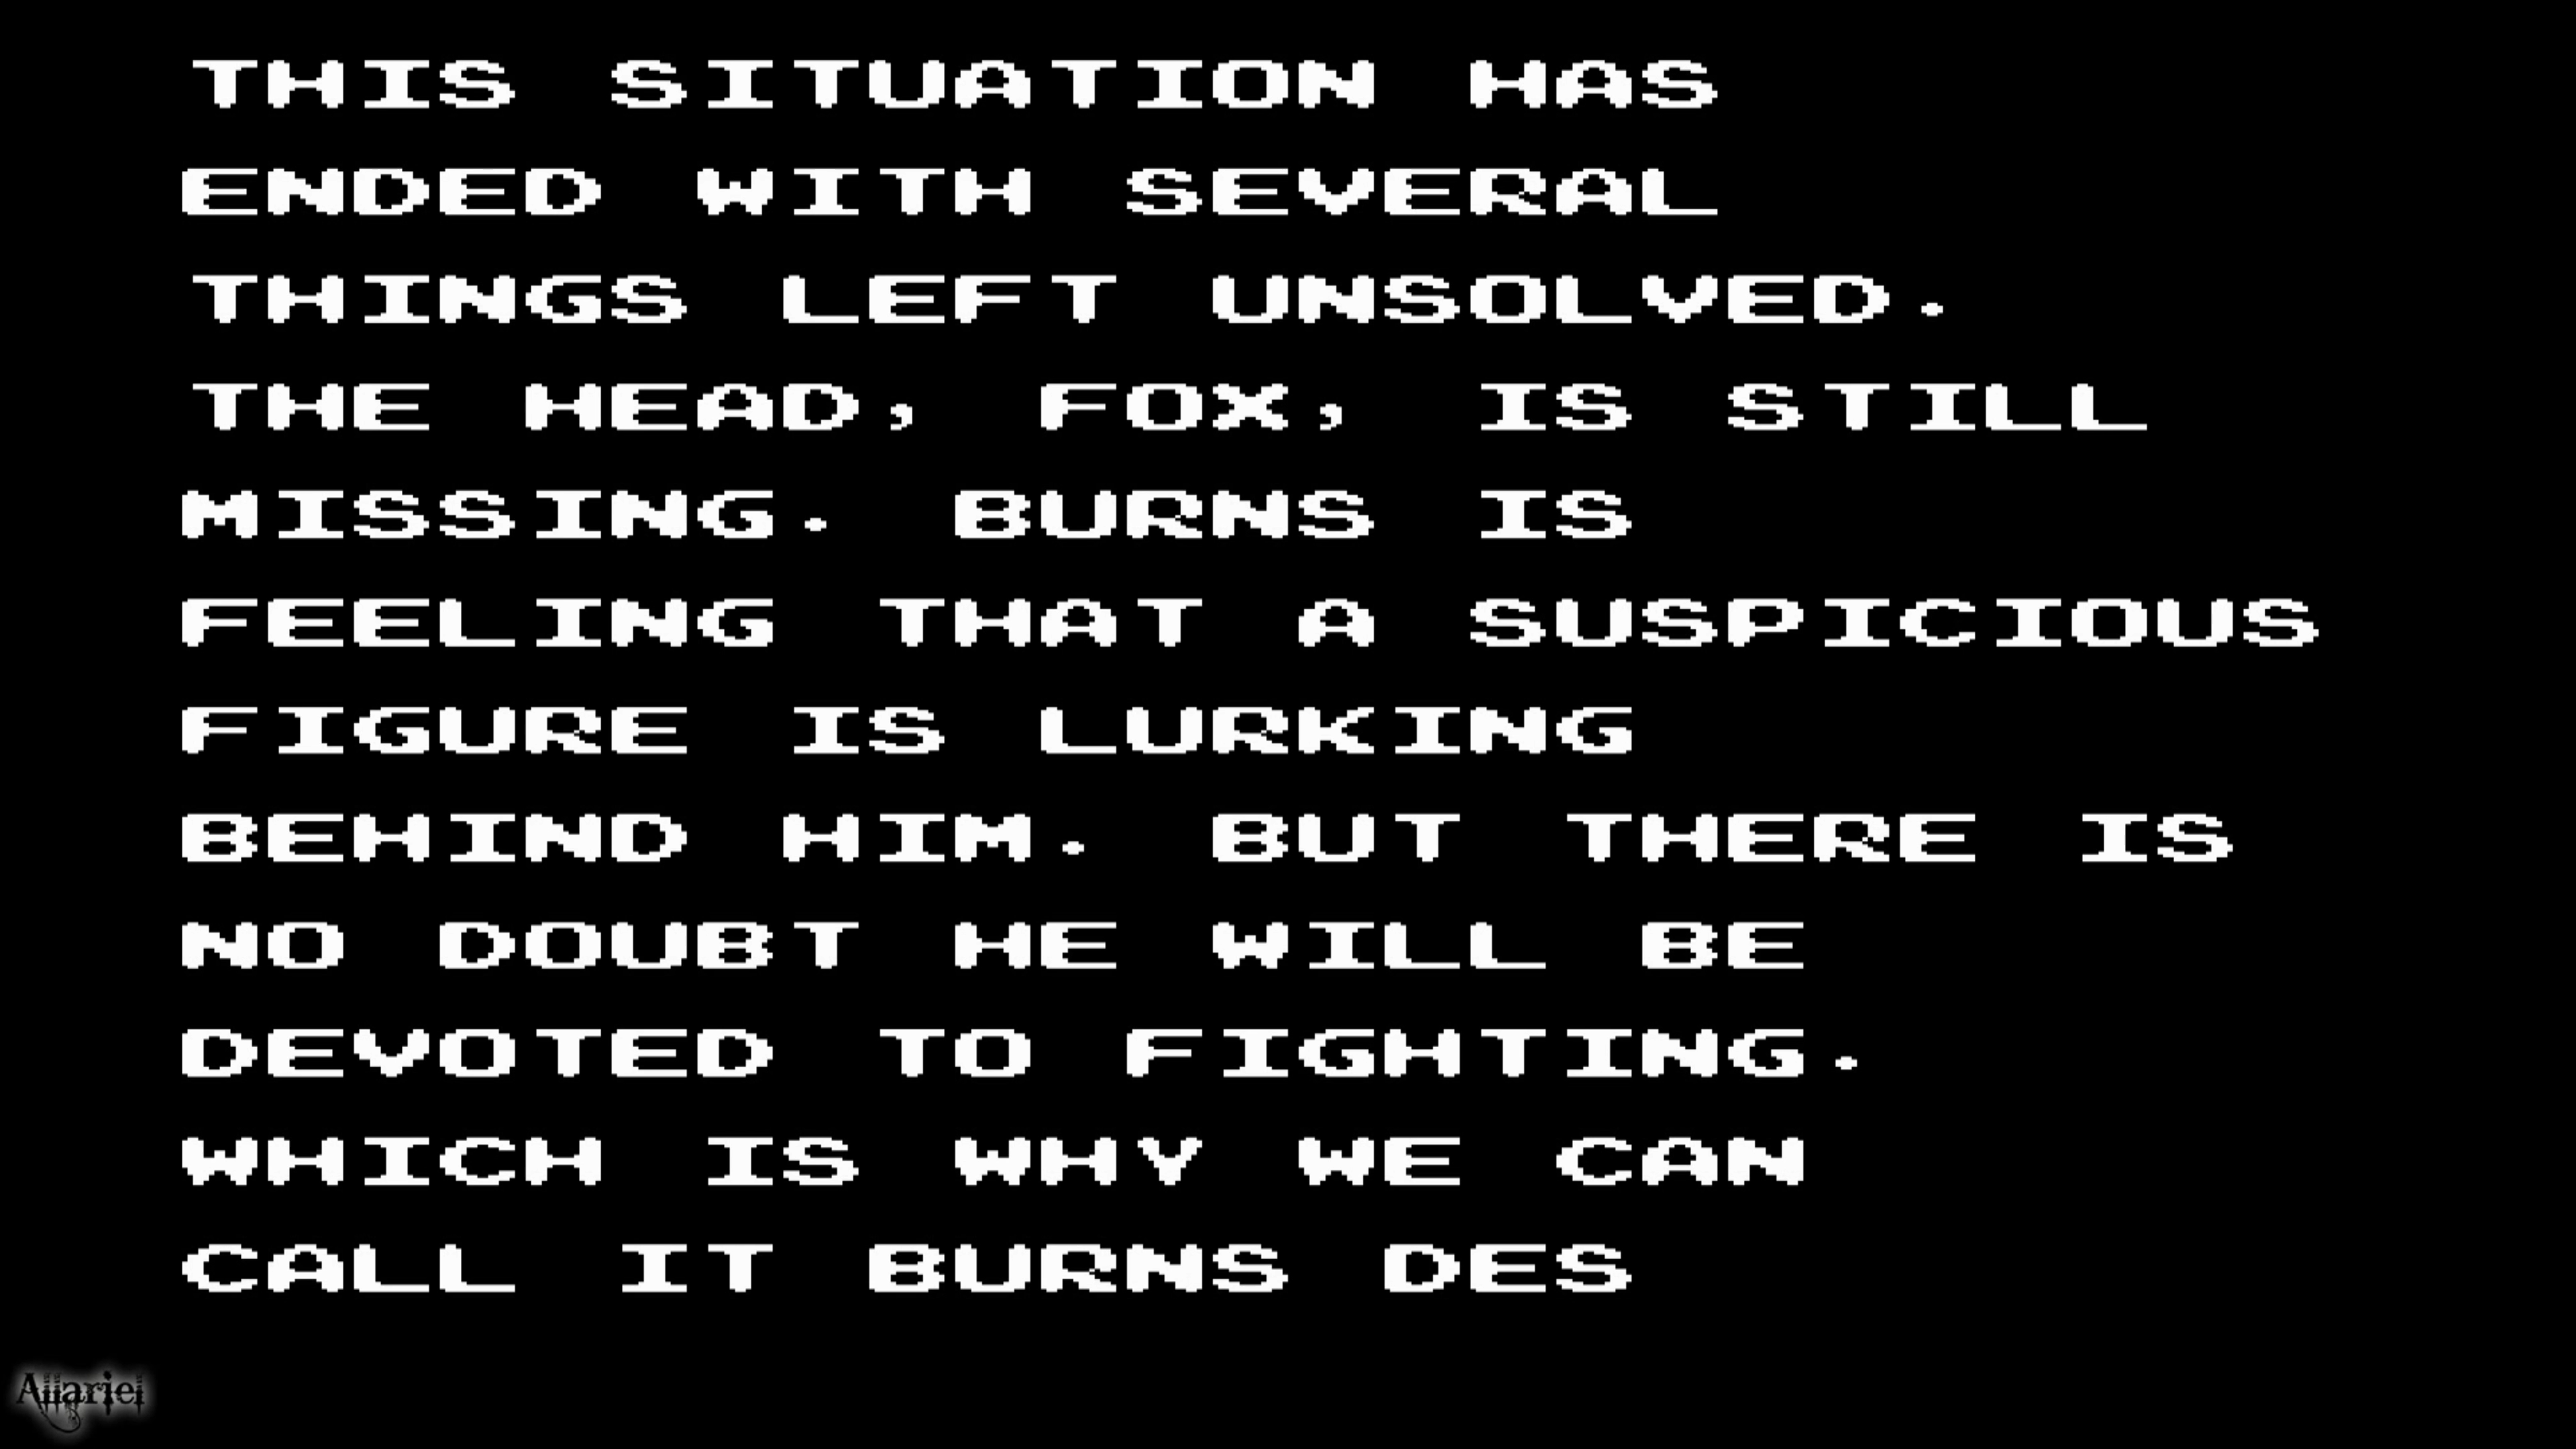 THIS SITUATION HAS
ENDED WITH SEVERAL
THINGS LEFT UNSOLVED.
THE HEAD, FOX, IS STILL
MISSING. BURNS IS
FEELING THAT A SUSPICIOUS
FIGURE IS LURKING
BEHIND HIM. BUT THERE IS
NO DOUBT HE WILL BE
DEVOTED TO FIGHTING.
WHICH IS WHY WE CAN
CALL IT BURNS DES
Allariel